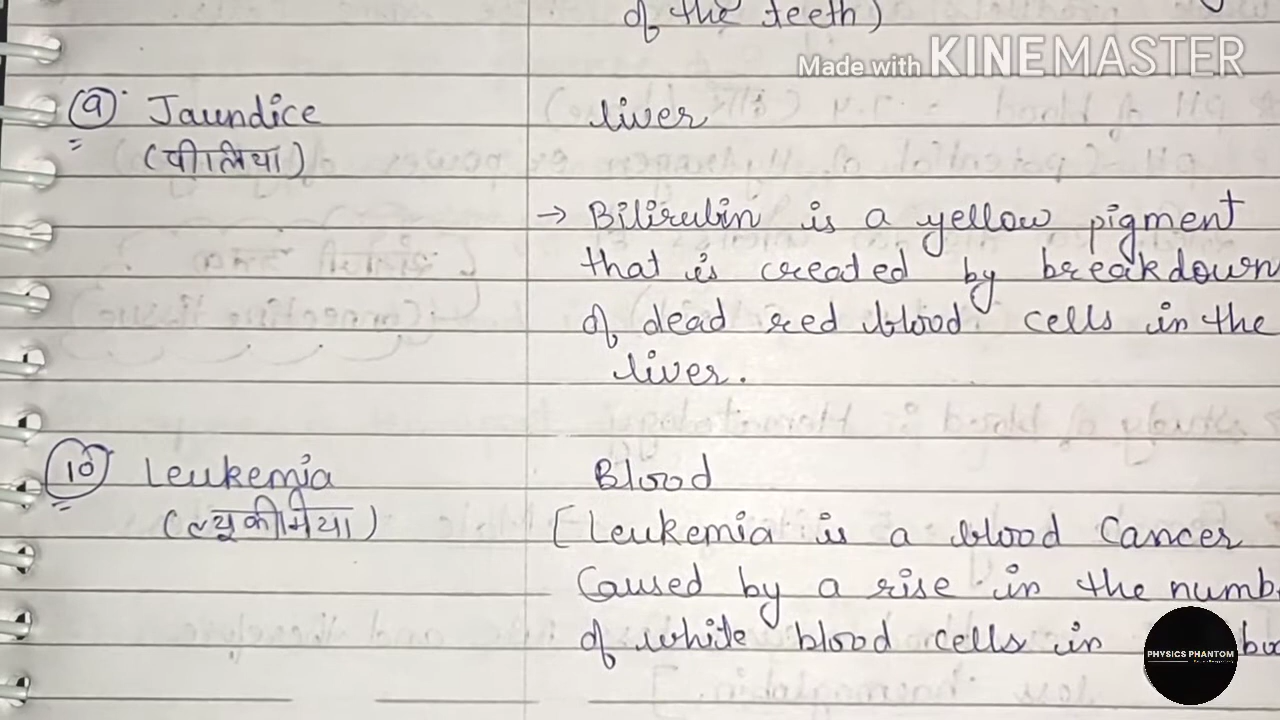 of the teeth)
Made with KINEMASTER
(9) Jaundice liver
(पीलिया)
→ Bilirubin is a yellow pigment
that is created by breakdown
of dead red blood cells in the
liver.
(10) Leukemia Blood
(ल्यूकीमिया)
[Leukemia is a blood Cancer
Caused by a rise in the numb
of white blood cells in
PHYSICS PHANTOM